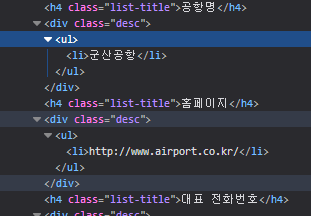 <h4 class="list-title">공항명</h4>
<div class="desc">
<ul>
<li>군산공항</li>
</ul>
</div>
<h4 class="list-title">홈페이지</h4>
<div class="desc">
<ul>
<li>http://www.airport.co.kr/</li>
</ul>
</div>
<h4 class="list-title">대표 전화번호</h4>
<div class="desc">